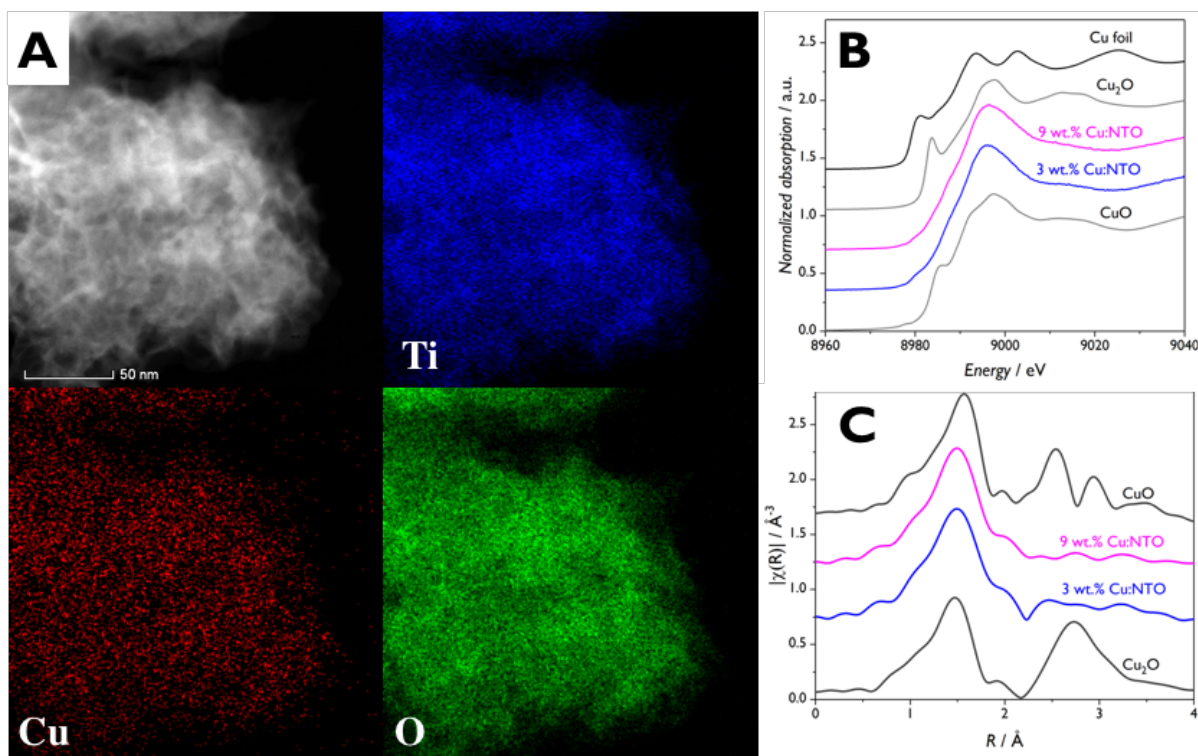 A
50 nm
Ti
Cu
O
B
Normalized absorption / a.u.
2.5
2.0
1.5
1.0
0.5
0.0
Cu foil
Cu₂O
9 wt.% Cu:NTO
3 wt.% Cu:NTO
CuO
8960 8980 9000 9020 9040
Energy / eV
C
|χ(R)| / Å⁻³
2.5
2.0
1.5
1.0
0.5
0.0
CuO
9 wt.% Cu:NTO
3 wt.% Cu:NTO
Cu₂O
0 1 2 3 4
R / Å